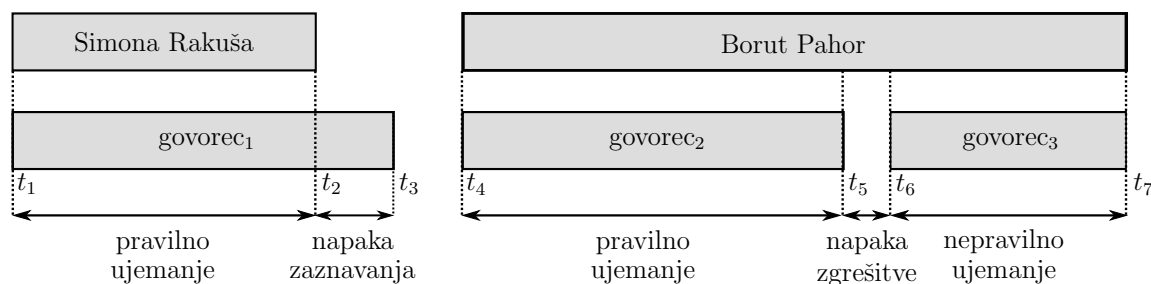 Simona Rakuša Borut Pahor
govorec₁ govorec₂ govorec₃
t₁ t₂ t₃ t₄ t₅ t₆ t₇
pravilno napaka pravilno napaka nepravilno
ujemanje zaznavanja ujemanje zgrešitve ujemanje